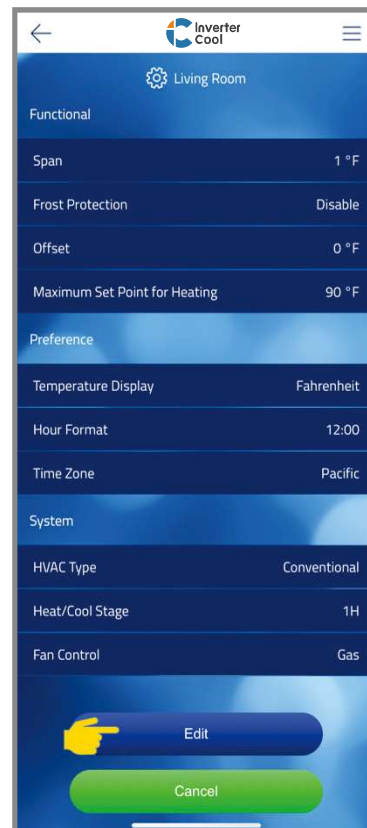 Inverter
Cool
Living Room
Functional
Span 1 °F
Frost Protection Disable
Offset 0 °F
Maximum Set Point for Heating 90 °F
Preference
Temperature Display Fahrenheit
Hour Format 12:00
Time Zone Pacific
System
HVAC Type Conventional
Heat/Cool Stage 1H
Fan Control Gas
Edit
Cancel